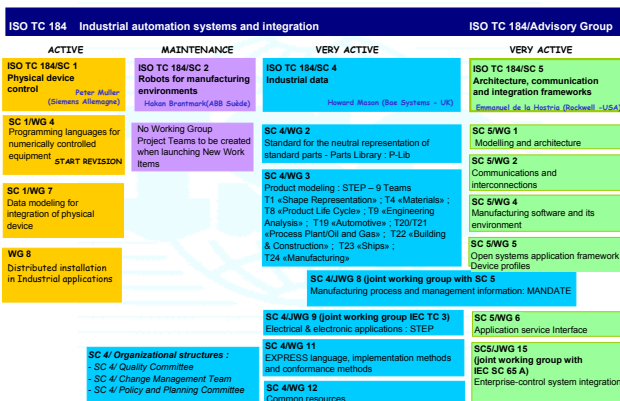 ISO TC 184 Industrial automation systems and integration
ISO TC 184/Advisory Group
ACTIVE
MAINTENANCE
VERY ACTIVE
VERY ACTIVE
ISO TC 184/SC 1
Physical device
control
Peter Muller
(Siemens Allemagne)
ISO TC 184/SC 2
Robots for manufacturing
environments
Hakan Brantmark(ABB Suède)
ISO TC 184/SC 4
Industrial data
Howard Mason (Bae Systems - UK)
ISO TC 184/SC 5
Architecture, communication
and integration frameworks
Emmanuel de la Hostria (Rockwell -USA)
SC 1/WG 4
Programming languages for
numerically controlled
equipment START REVISION
SC 1/WG 7
Data modeling for
integration of physical
device
WG 8
Distributed installation
in Industrial applications
No Working Group
Project Teams to be created
when launching New Work
Items
SC 4/WG 2
Standard for the neutral representation of
standard parts - Parts Library : P-Lib
SC 4/WG 3
Product modeling : STEP – 9 Teams
T1 «Shape Representation» ; T4 «Materials» ;
T8 «Product Life Cycle» ; T9 «Engineering
Analysis» ; T19 «Automotive» ; T20/T21
«Process Plant/Oil and Gas» ; T22 «Building
& Construction» ; T23 «Ships» ;
T24 «Manufacturing»
SC 4/JWG 8 (joint working group with SC 5
Manufacturing process and management information: MANDATE
SC 4/JWG 9 (joint working group IEC TC 3)
Electrical & electronic applications : STEP
SC 4/WG 11
EXPRESS language, implementation methods
and conformance methods
SC 4/WG 12
Common resources
SC 4/ Organizational structures :
- SC 4/ Quality Committee
- SC 4/ Change Management Team
- SC 4/ Policy and Planning Committee
SC 5/WG 1
Modelling and architecture
SC 5/WG 2
Communications and
interconnections
SC 5/WG 4
Manufacturing software and its
environment
SC 5/WG 5
Open systems application framework
Device profiles
SC 5/WG 6
Application service Interface
SC5/JWG 15
(joint working group with
IEC SC 65 A)
Enterprise-control system integration